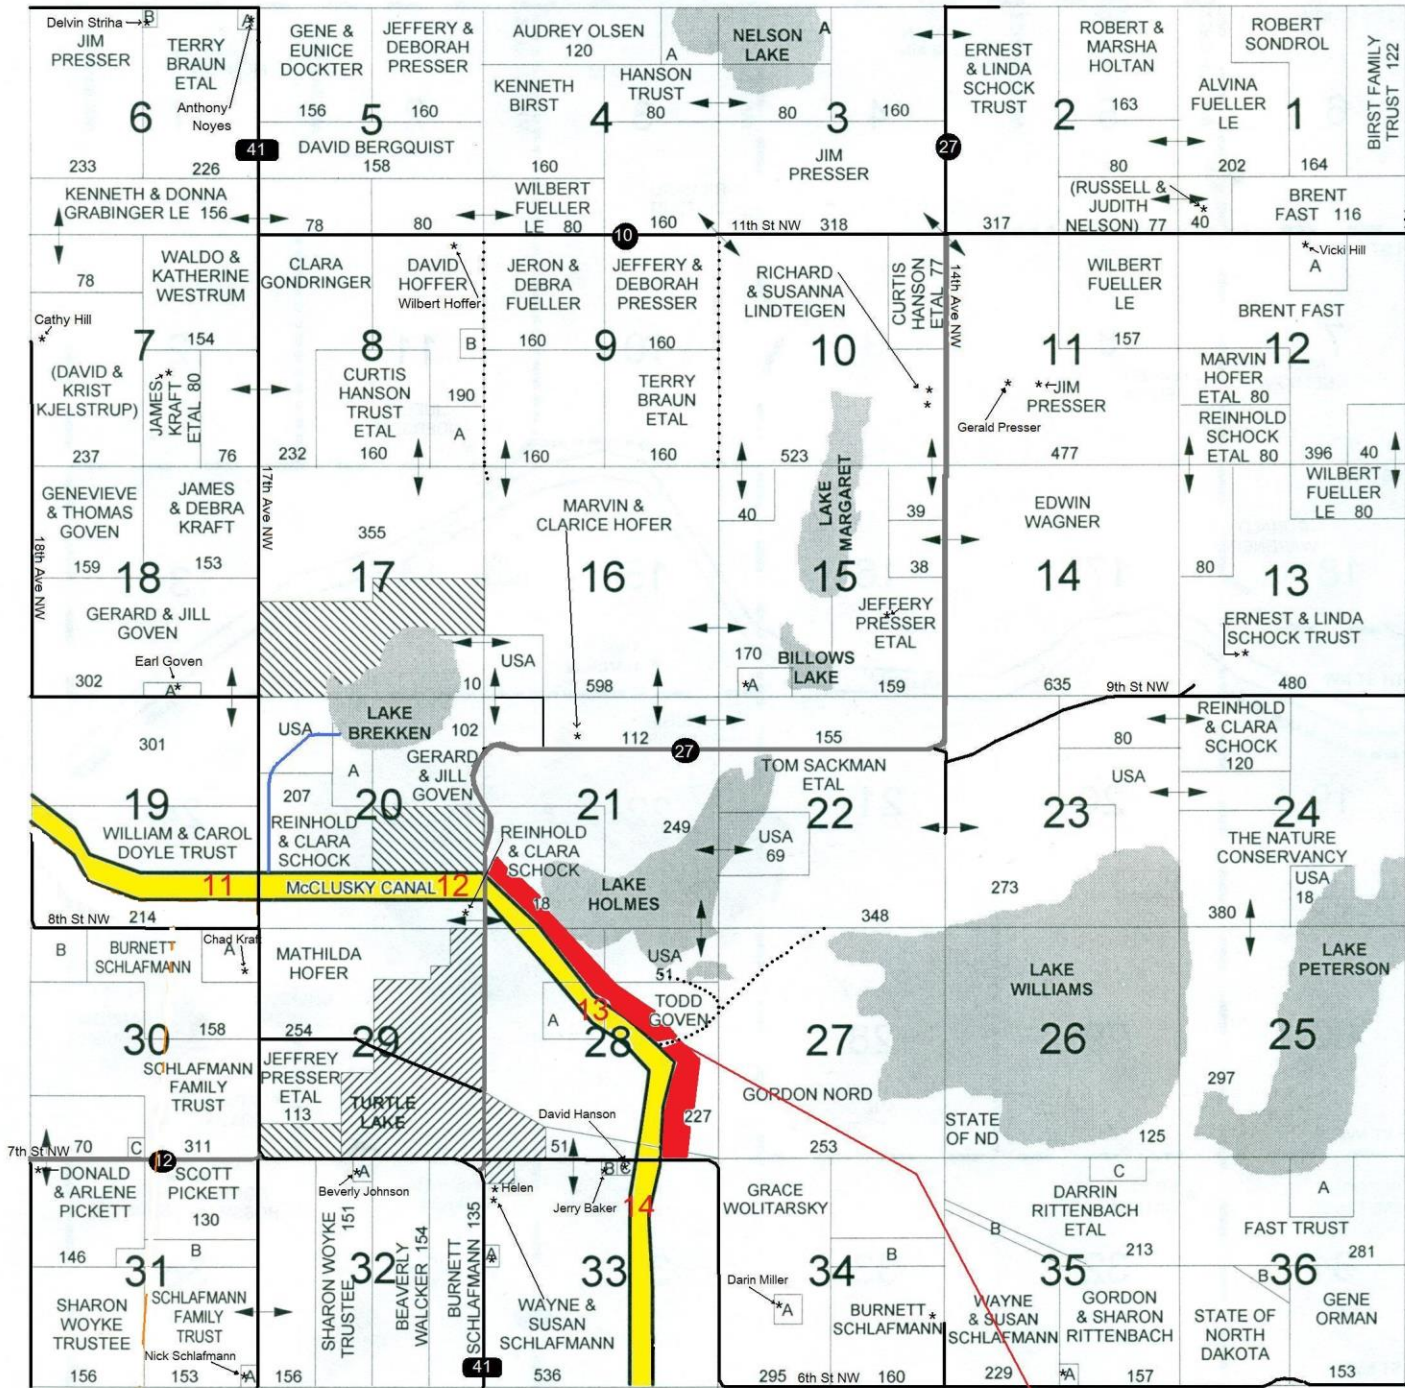 Delvin Striha
B
A
JIM
PRESSER
TERRY
BRAUN
ETAL
Anthony
Noyes
6
233
226
41
GENE &
EUNICE
DOCKTER
156
JEFFERY &
DEBORAH
PRESSER
160
5
DAVID BERGQUIST
158
AUDREY OLSEN
120
A
KENNETH
BIRST
HANSON
TRUST
80
4
160
NELSON
LAKE
A
80
3
160
JIM
PRESSER
27
ERNEST
& LINDA
SCHOCK
TRUST
ROBERT &
MARSHA
HOLTAN
163
2
80
ROBERT
SONDROL
ALVINA
FUELLER
LE
1
202
164
BIRST FAMILY
TRUST 122
KENNETH & DONNA
GRABINGER LE 156
78
80
WILBERT
FUELLER
LE 80
160
10
11th St NW
318
317
(RUSSELL &
JUDITH
NELSON) 77
40
BRENT
FAST 116
78
WALDO &
KATHERINE
WESTRUM
154
Cathy Hill
7
(DAVID &
KRIST
KJELSTRUP)
JAMES
KRAFT
ETAL 80
237
76
CLARA
GONDRINGER
DAVID
HOFFER
Wilbert Hoffer
8
B
CURTIS
HANSON
TRUST
ETAL
190
A
232
160
JERON &
DEBRA
FUELLER
160
JEFFERY &
DEBORAH
PRESSER
160
9
TERRY
BRAUN
ETAL
160
160
RICHARD
& SUSANNA
LINDTEIGEN
CURTIS
HANSON
ETAL 77
14th Ave NW
10
523
WILBERT
FUELLER
LE
157
11
JIM
PRESSER
Gerald Presser
477
Vicki Hill
A
BRENT FAST
12
MARVIN
HOFER
ETAL 80
REINHOLD
SCHOCK
ETAL 80
396
40
WILBERT
FUELLER
LE 80
18th Ave NW
17th Ave NW
GENEVIEVE
& THOMAS
GOVEN
159
JAMES
& DEBRA
KRAFT
153
18
GERARD & JILL
GOVEN
Earl Goven
302
A
355
17
10
MARVIN &
CLARICE HOFER
16
USA
598
40
LAKE
MARGARET
39
38
15
JEFFERY
PRESSER
ETAL
170
BILLOWS
LAKE
A
159
EDWIN
WAGNER
14
635
9th St NW
80
13
ERNEST & LINDA
SCHOCK TRUST
480
301
19
WILLIAM & CAROL
DOYLE TRUST
11
8th St NW
214
USA
LAKE
BREKKEN
102
A
GERARD
& JILL
GOVEN
207
20
REINHOLD
& CLARA
SCHOCK
McCLUSKY CANAL
12
112
27
21
REINHOLD
& CLARA
SCHOCK
18
249
LAKE
HOLMES
155
TOM SACKMAN
ETAL
22
USA
69
348
80
USA
23
273
REINHOLD
& CLARA
SCHOCK
120
24
THE NATURE
CONSERVANCY
USA
18
380
B
BURNETT
SCHLAFMANN
A
Chad Kraft
158
30
SCHLAFMANN
FAMILY
TRUST
7th St NW
70
C
311
12
MATHILDA
HOFER
254
29
JEFFREY
PRESSER
ETAL
113
TURTLE
LAKE
USA
51
A
13
TODD
GOVEN
28
David Hanson
51
227
27
GORDON NORD
253
LAKE
WILLIAMS
26
STATE
OF ND
125
LAKE
PETERSON
25
297
DONALD
& ARLENE
PICKETT
146
SCOTT
PICKETT
130
B
31
SHARON
WOYKE
TRUSTEE
SCHLAFMANN
FAMILY
TRUST
Nick Schlafmann
156
153
A
A
Beverly Johnson
SHARON WOYKE
TRUSTEE 151
32
BEAVERLY
WALCKER 154
BURNETT
SCHLAFMANN 135
156
41
Helen
B
C
Jerry Baker
14
A
33
WAYNE &
SUSAN
SCHLAFMANN
536
GRACE
WOLITARSKY
B
34
Darin Miller
A
BURNETT
SCHLAFMANN
295
6th St NW
160
C
DARRIN
RITTENBACH
ETAL
B
213
35
WAYNE
& SUSAN
SCHLAFMANN
GORDON
& SHARON
RITTENBACH
229
A
157
A
FAST TRUST
281
B
36
STATE OF
NORTH
DAKOTA
GENE
ORMAN
153